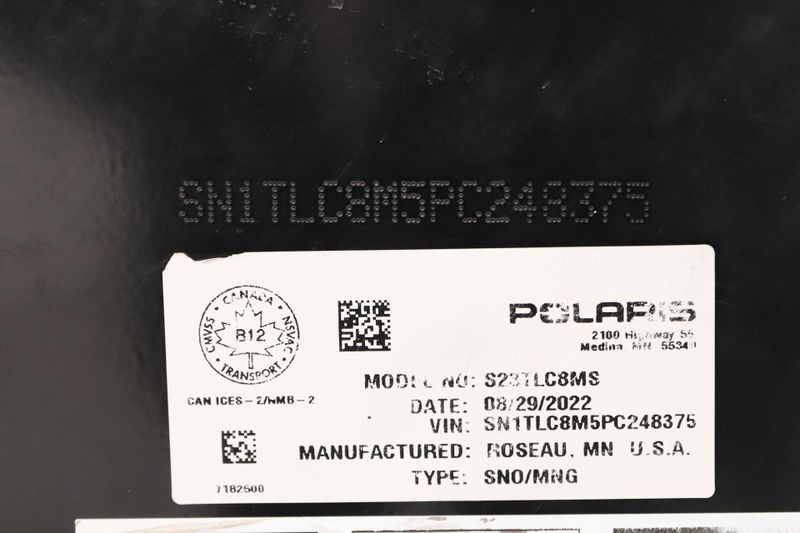 SN1TLC8M5PC248375
CANADA
CMVSS
NSVAC
B12
TRANSPORT
POLARIS
2100 Highway 55
Medina, MN 55340
MODEL NO: S23TLC8MS
CAN ICES-2/NMB-2
DATE: 08/29/2022
VIN: SN1TLC8M5PC248375
MANUFACTURED: ROSEAU, MN U.S.A.
TYPE: SNO/MNG
7182500